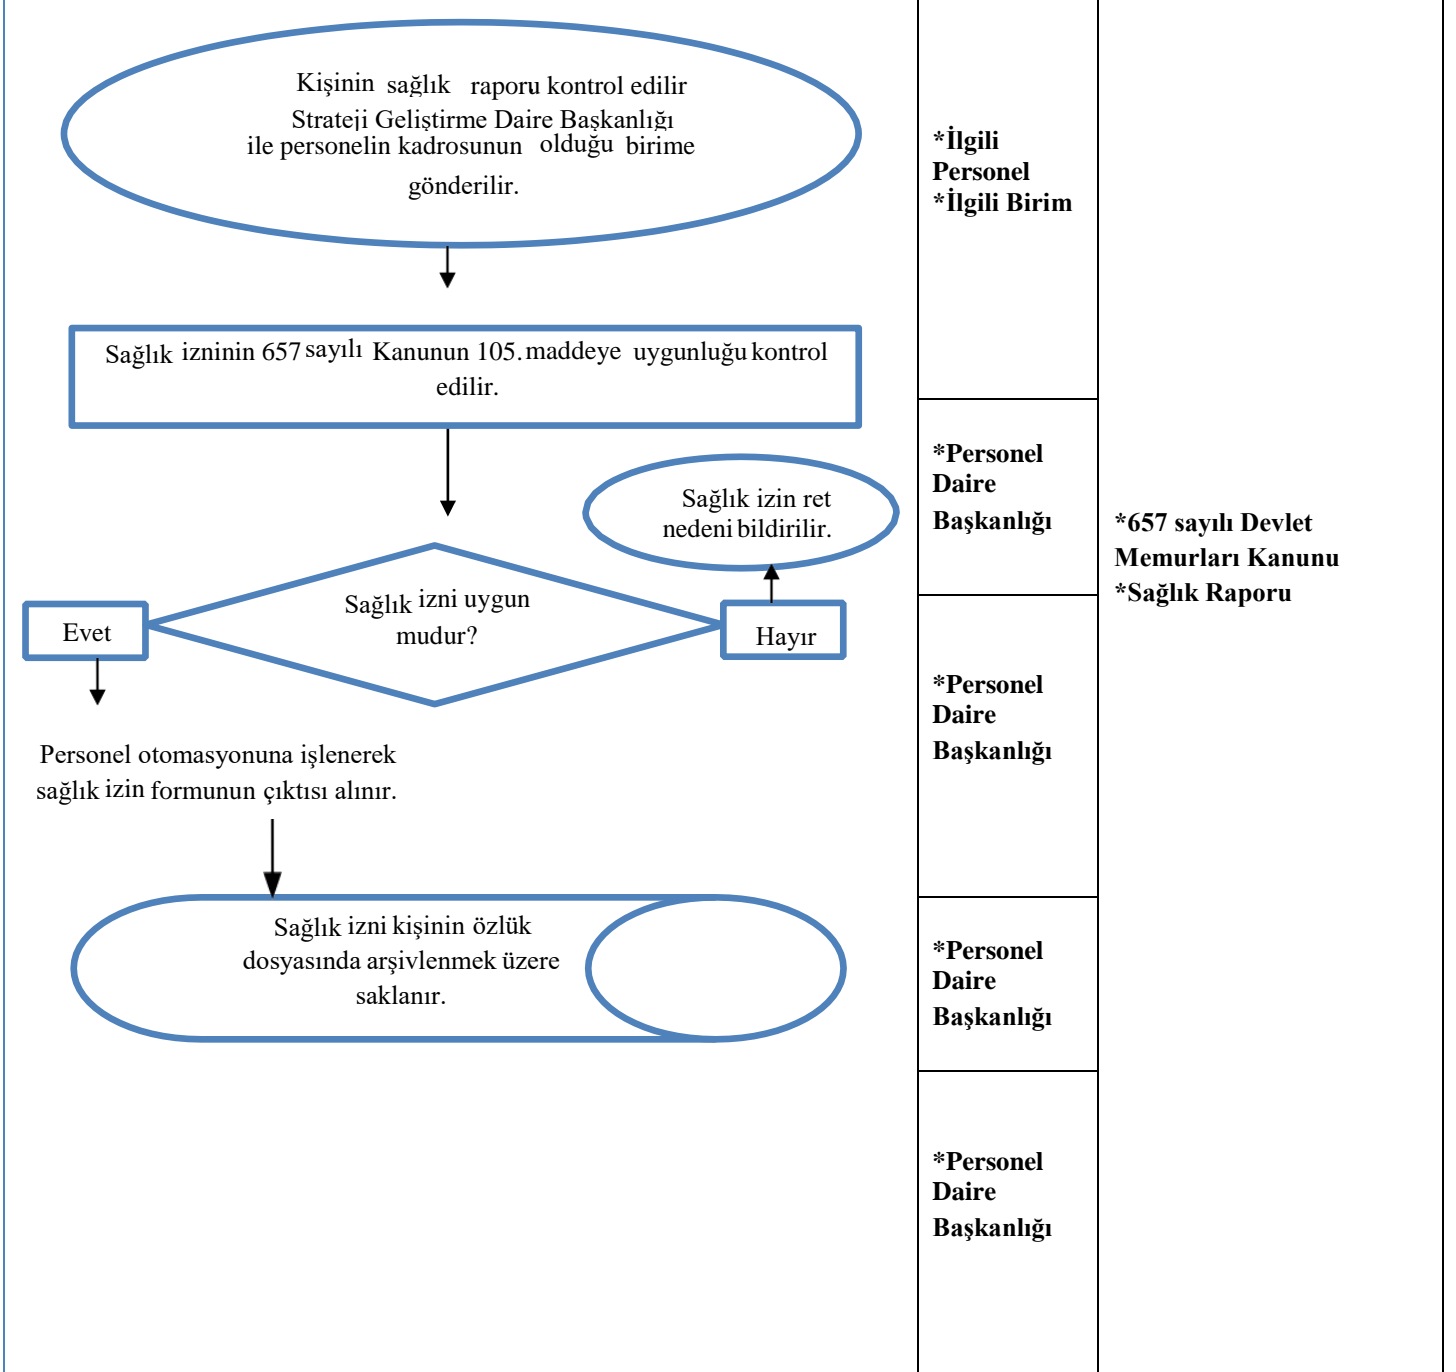 Kişinin sağlık raporu kontrol edilir
Strateji Geliştirme Daire Başkanlığı
ile personelin kadrosunun olduğu birime
gönderilir.
Sağlık izninin 657 sayılı Kanunun 105. maddeye uygunluğu kontrol
edilir.
Sağlık izin ret
nedeni bildirilir.
Sağlık izni uygun
mudur?
Evet
Hayır
Personel otomasyonuna işlenerek
sağlık izin formunun çıktısı alınır.
Sağlık izni kişinin özlük
dosyasında arşivlenmek üzere
saklanır.
*İlgili
Personel
*İlgili Birim
*Personel
Daire
Başkanlığı
*Personel
Daire
Başkanlığı
*Personel
Daire
Başkanlığı
*Personel
Daire
Başkanlığı
*657 sayılı Devlet
Memurları Kanunu
*Sağlık Raporu